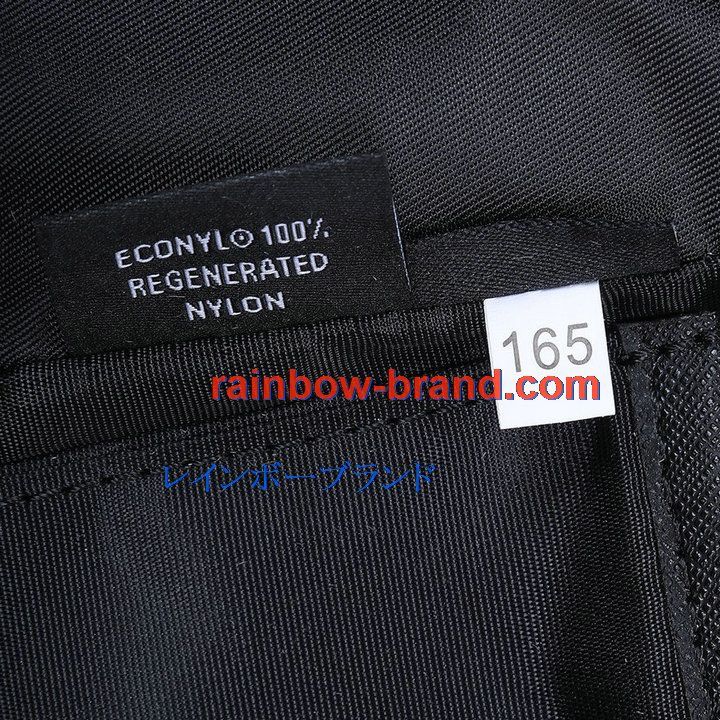 ECONYL® 100%
REGENERATED
NYLON
165
rainbow-brand.com
レインボーブランド